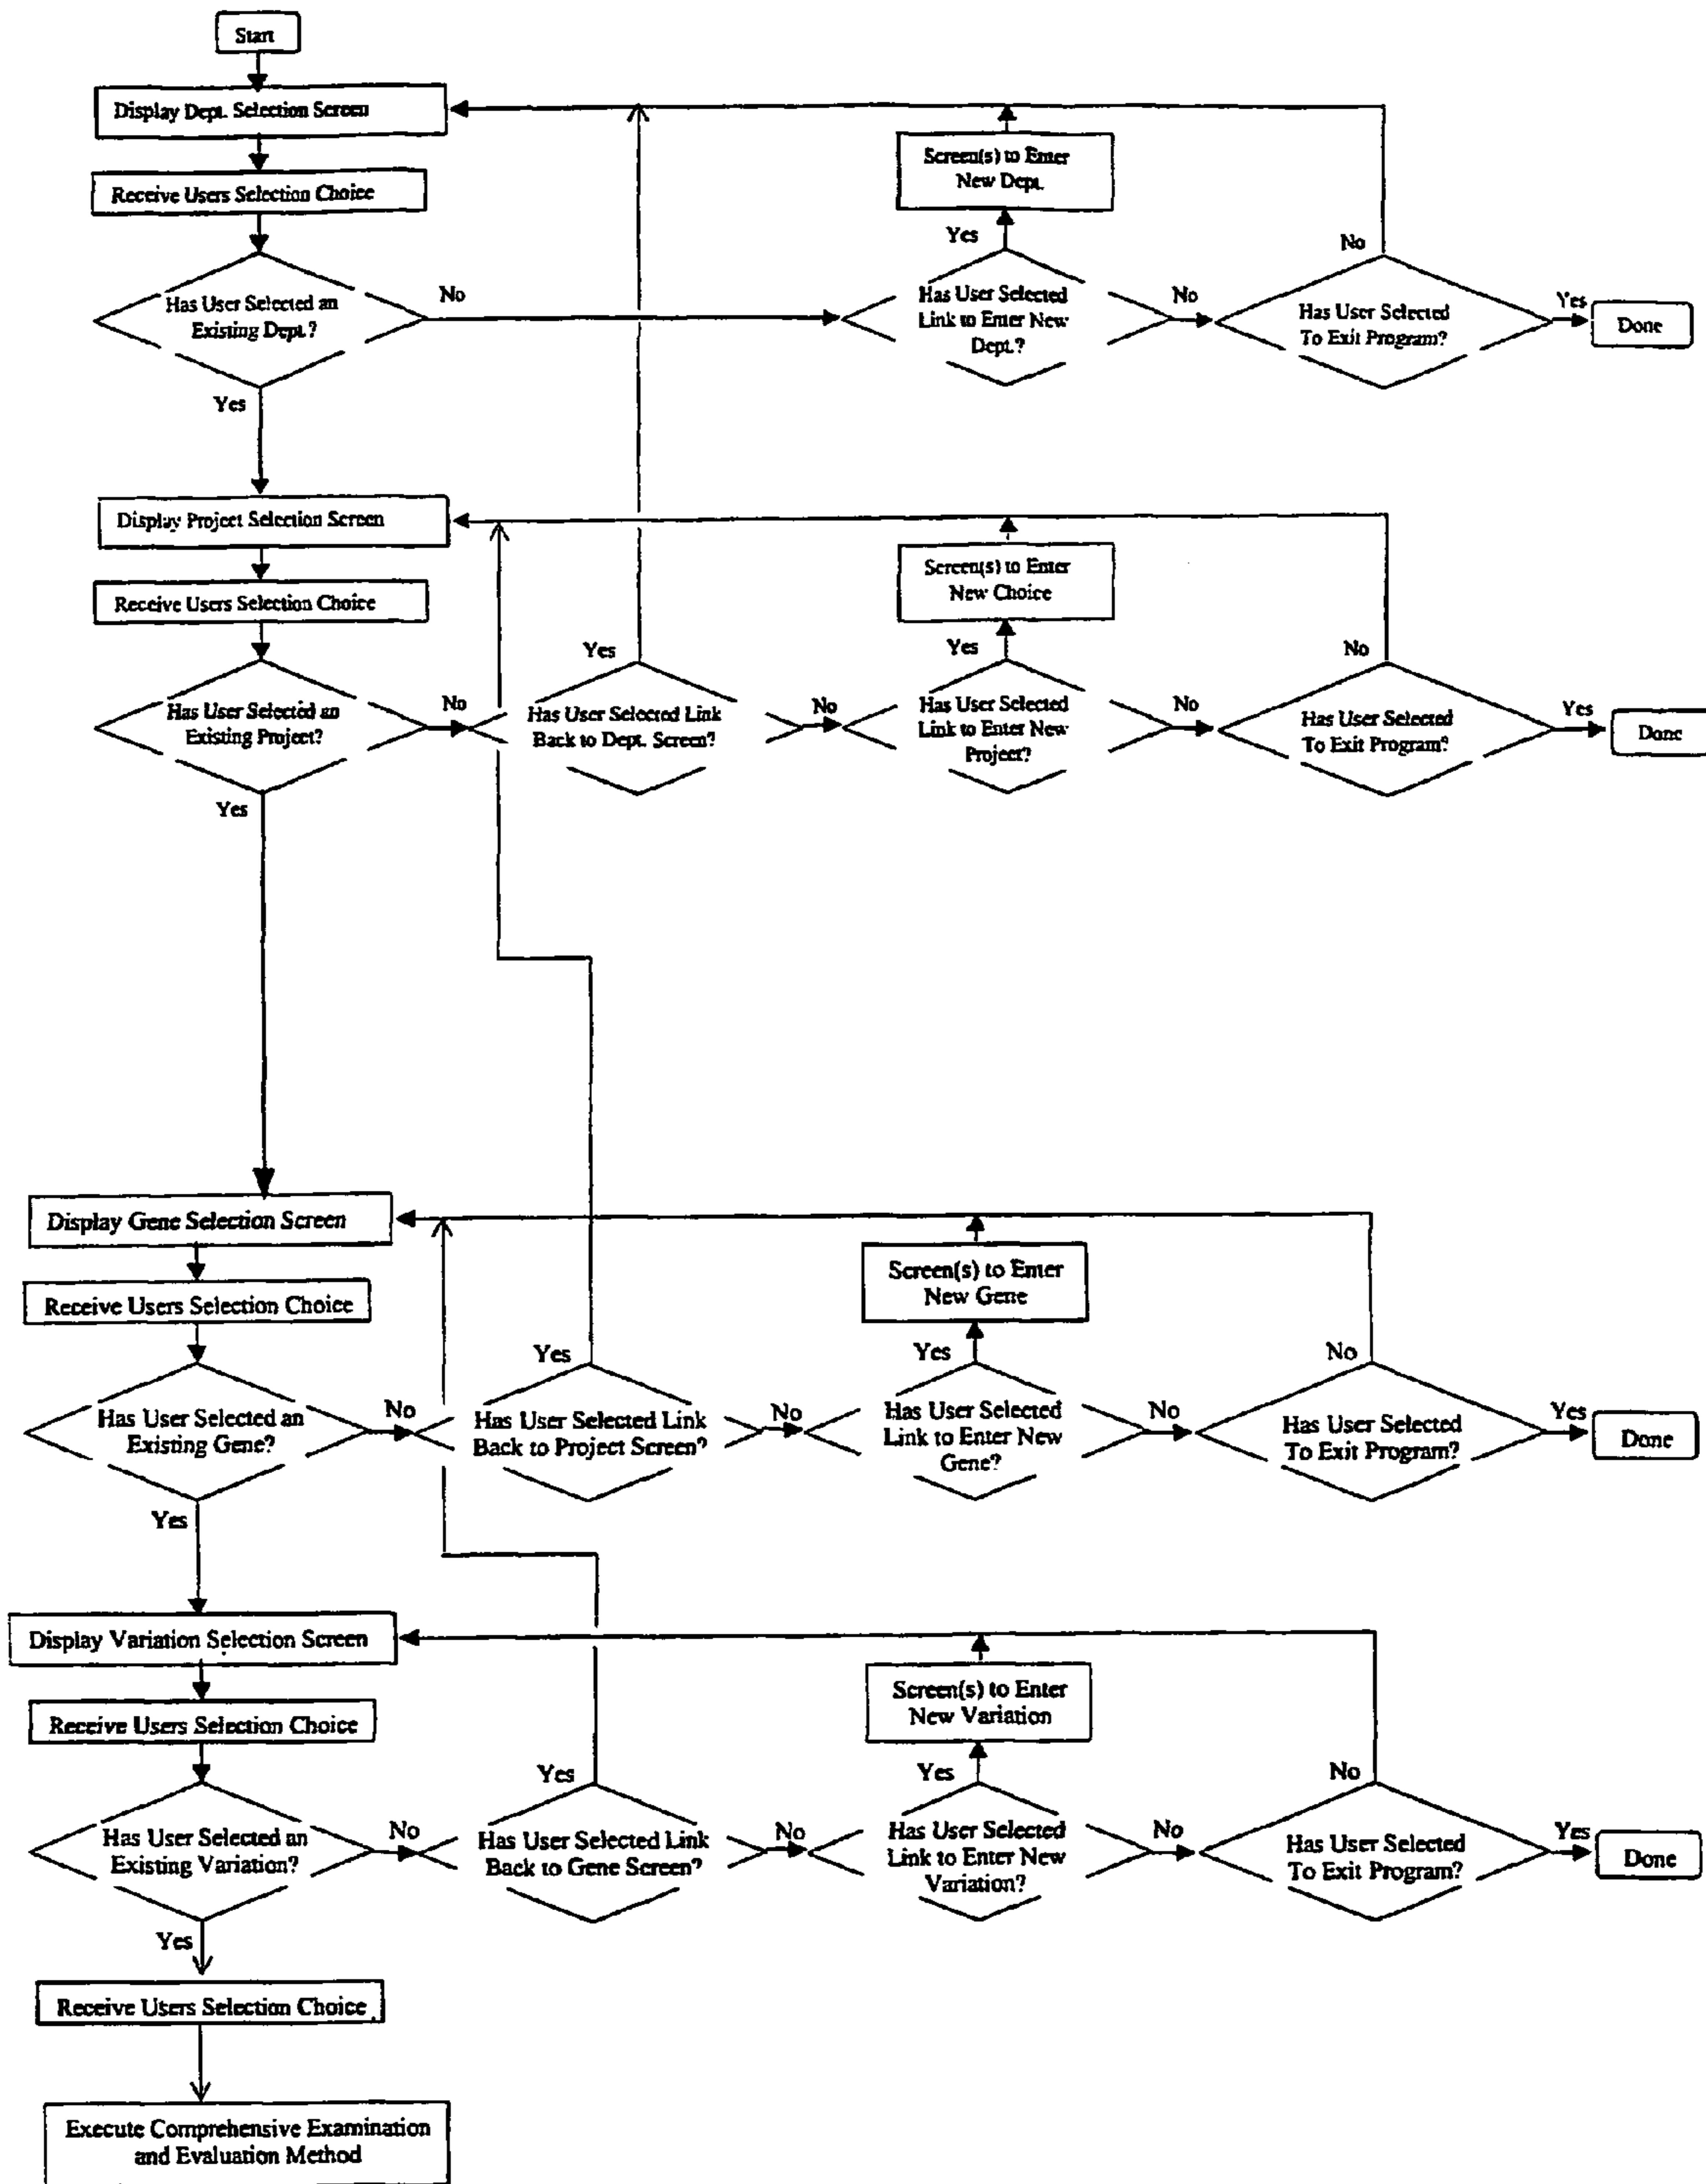 Start
Display Dept. Selection Screen
Receive Users Selection Choice
Has User Selected an
Existing Dept.?
No
Yes
Screen(s) to Enter
New Dept.
Yes
Has User Selected
Link to Enter New
Dept.?
No
No
Has User Selected
To Exit Program?
Yes
Done
Display Project Selection Screen
Receive Users Selection Choice
Has User Selected an
Existing Project?
No
Yes
Yes
Has User Selected Link
Back to Dept. Screen?
No
Screen(s) to Enter
New Choice
Yes
Has User Selected
Link to Enter New
Project?
No
No
Has User Selected
To Exit Program?
Yes
Done
Display Gene Selection Screen
Receive Users Selection Choice
Has User Selected an
Existing Gene?
No
Yes
Yes
Has User Selected Link
Back to Project Screen?
No
Screen(s) to Enter
New Gene
Yes
Has User Selected
Link to Enter New
Gene?
No
No
Has User Selected
To Exit Program?
Yes
Done
Display Variation Selection Screen
Receive Users Selection Choice
Has User Selected an
Existing Variation?
No
Yes
Yes
Has User Selected Link
Back to Gene Screen?
No
Screen(s) to Enter
New Variation
Yes
Has User Selected
Link to Enter New
Variation?
No
No
Has User Selected
To Exit Program?
Yes
Done
Receive Users Selection Choice
Execute Comprehensive Examination
and Evaluation Method